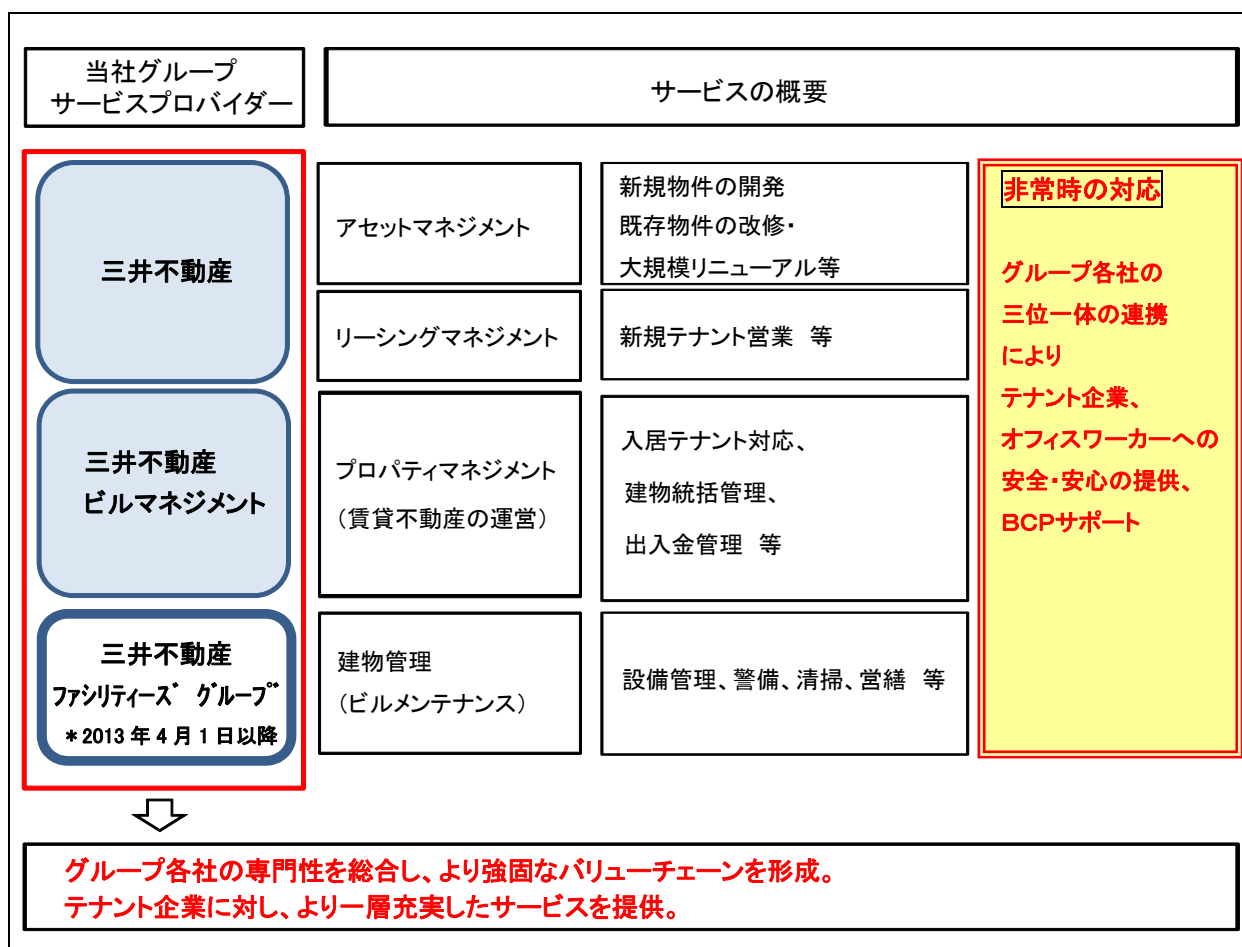 当社グループ
サービスプロバイダー
サービスの概要
三井不動産
アセットマネジメント
新規物件の開発
既存物件の改修・
大規模リニューアル等
リーシングマネジメント
新規テナント営業 等
三井不動産
ビルマネジメント
プロパティマネジメント
(賃貸不動産の運営)
入居テナント対応、
建物統括管理、
出入金管理 等
三井不動産
ファシリティーズ グループ
*2013年4月1日以降
建物管理
(ビルメンテナンス)
設備管理、警備、清掃、営繕 等
非常時の対応
グループ各社の
三位一体の連携
により
テナント企業、
オフィスワーカーへの
安全・安心の提供、
BCPサポート
グループ各社の専門性を総合し、より強固なバリューチェーンを形成。
テナント企業に対し、より一層充実したサービスを提供。